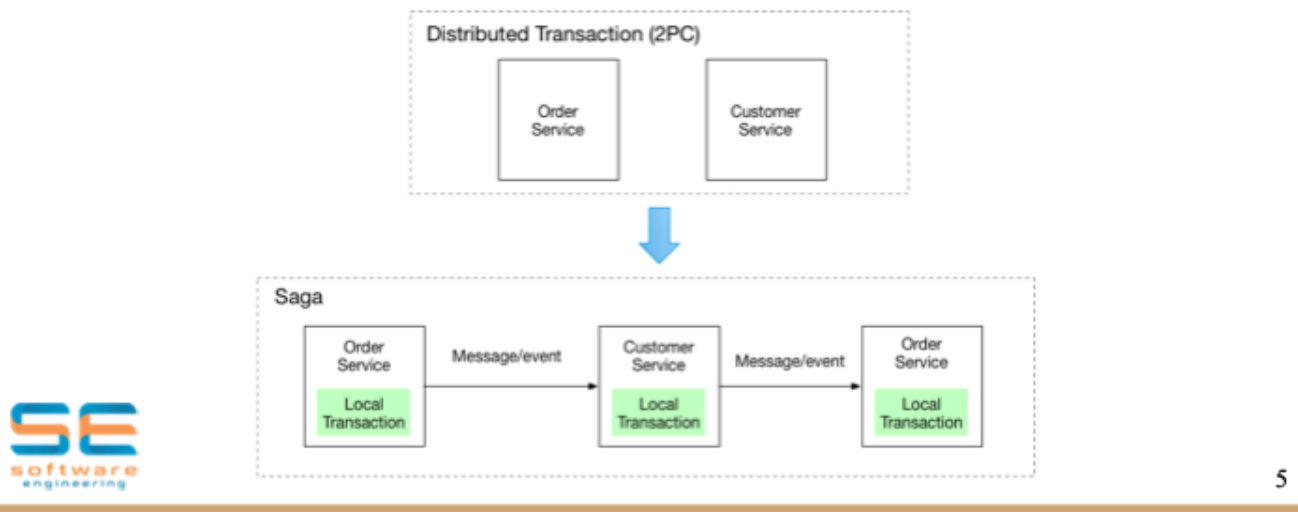 Distributed Transaction (2PC)
Order
Service
Customer
Service
Saga
Order
Service
Local
Transaction
Message/event
Customer
Service
Local
Transaction
Message/event
Order
Service
Local
Transaction
SE
software
engineering
5